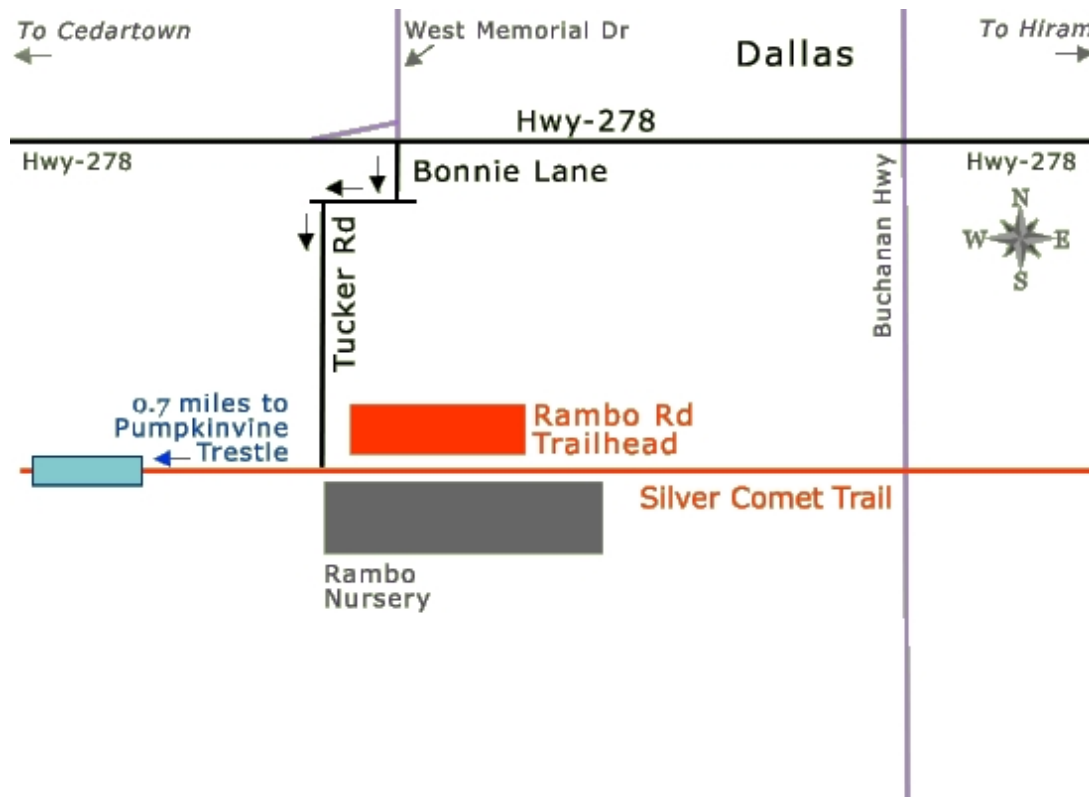 To Cedartown
West Memorial Dr
Dallas
To Hiram
Hwy-278
Hwy-278
Hwy-278
Bonnie Lane
Tucker Rd
Buchanan Hwy
N
W
E
S
0.7 miles to
Pumpkinvine
Trestle
Rambo Rd
Trailhead
Silver Comet Trail
Rambo
Nursery